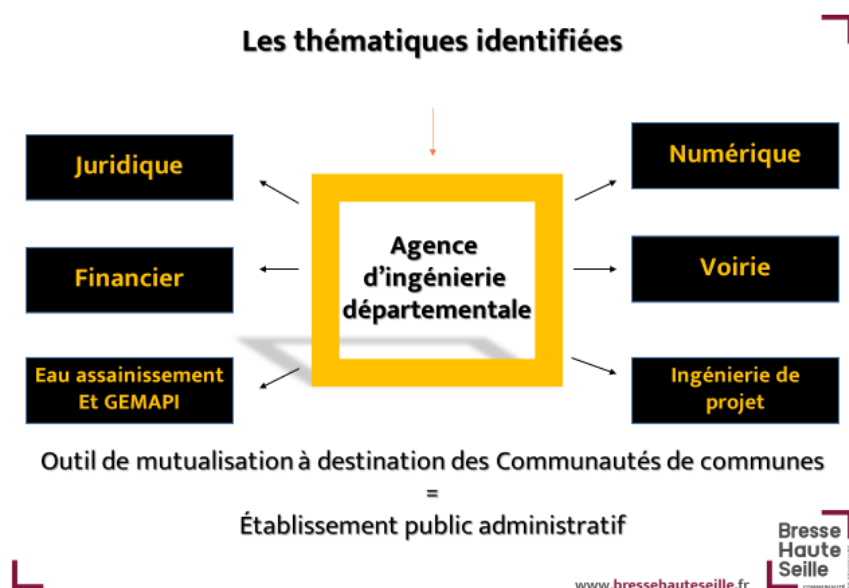 Les thématiques identifiées
Juridique
Numérique
Agence
d'ingénierie
départementale
Financier
Voirie
Eau assainissement
Et GEMAPI
Ingénierie de
projet
Outil de mutualisation à destination des Communautés de communes
=
Établissement public administratif
Bresse
Haute
Seille
www.bressehauteseille.fr